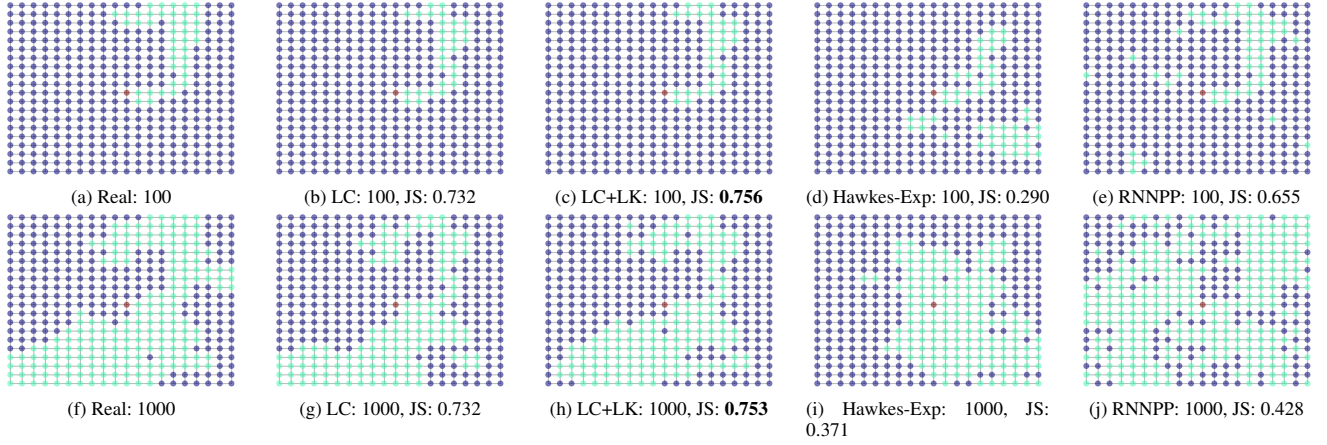 (a) Real: 100
(b) LC: 100, JS: 0.732
(c) LC+LK: 100, JS: 0.756
(d) Hawkes-Exp: 100, JS: 0.290
(e) RNNPP: 100, JS: 0.655
(f) Real: 1000
(g) LC: 1000, JS: 0.732
(h) LC+LK: 1000, JS: 0.753
(i) Hawkes-Exp: 1000, JS:
0.371
(j) RNNPP: 1000, JS: 0.428